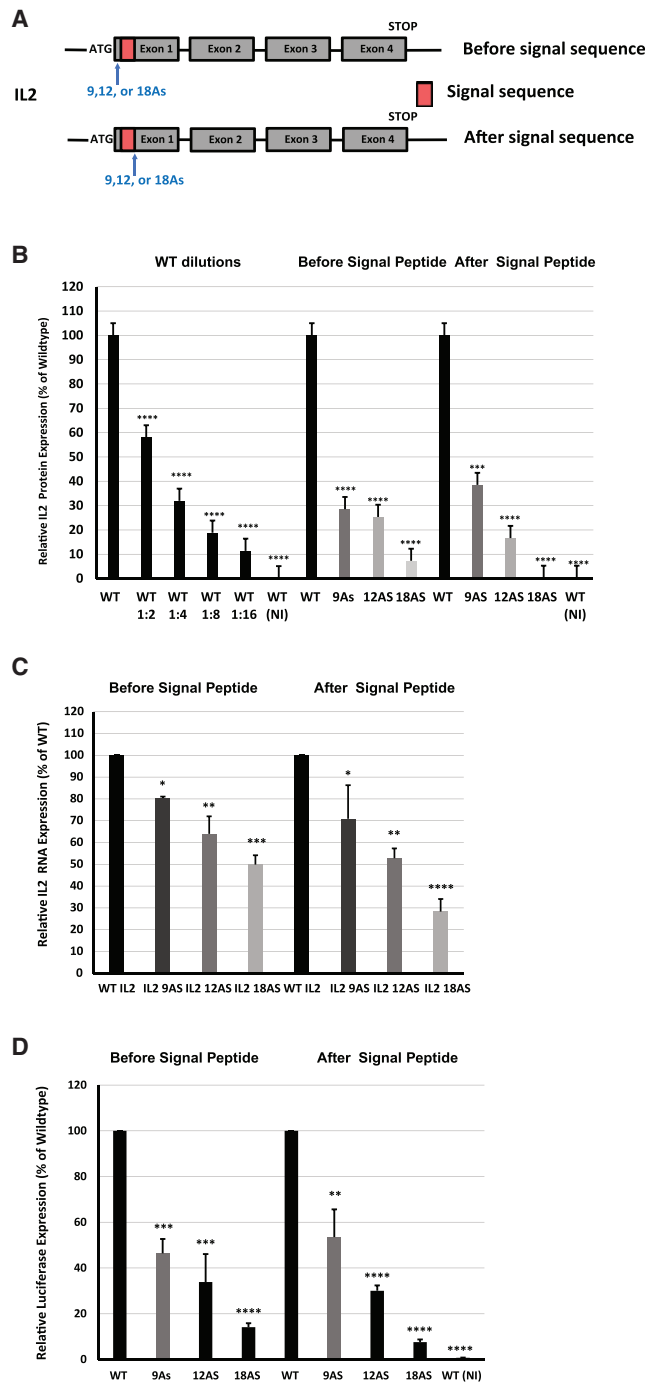 A
STOP
ATG Exon 1 Exon 2 Exon 3 Exon 4 Before signal sequence
9,12, or 18As
IL2
Signal sequence
STOP
ATG Exon 1 Exon 2 Exon 3 Exon 4 After signal sequence
9,12, or 18As
B
WT dilutions Before Signal Peptide After Signal Peptide
Relative IL2 Protein Expression (% of Wildtype)
120
110
100
90
80
70
60
50
40
30
20
10
0
**** **** **** **** **** **** **** **** *** **** **** ****
WT WT 1:2 WT 1:4 WT 1:8 WT 1:16 WT (NI) WT 9As 12AS 18AS WT 9AS 12AS 18AS WT (NI)
C
Before Signal Peptide After Signal Peptide
Relative IL2 RNA Expression (% of WT)
120
110
100
90
80
70
60
50
40
30
20
10
0
* ** *** * ** ****
WT IL2 IL2 9AS IL2 12AS IL2 18AS WT IL2 IL2 9AS IL2 12AS IL2 18AS
D
Before Signal Peptide After Signal Peptide
Relative Luciferase Expression (% of Wildtype)
120
100
80
60
40
20
0
*** *** **** ** **** **** ****
WT 9As 12AS 18AS WT 9AS 12AS 18AS WT (NI)